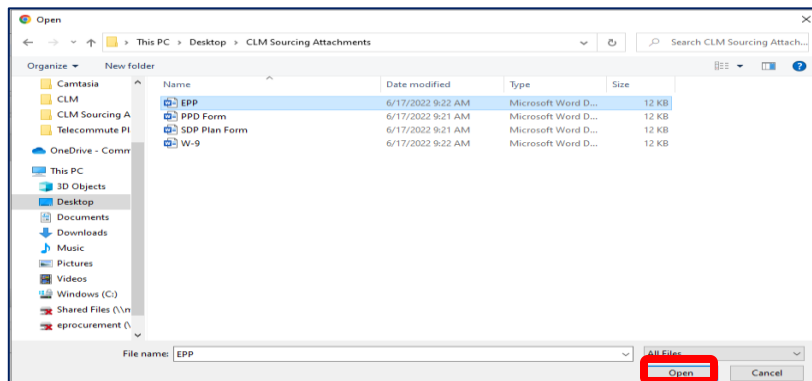 Open
This PC > Desktop > CLM Sourcing Attachments
Search CLM Sourcing Attach...
Organize
New folder
Name
Date modified
Type
Size
Camtasia
CLM
CLM Sourcing A
Telecommute Pl
OneDrive - Comm
This PC
3D Objects
Desktop
Documents
Downloads
Music
Pictures
Videos
Windows (C:)
Shared Files (\\m
eprocurement (\
EPP 6/17/2022 9:22 AM Microsoft Word D... 12 KB
PPD Form 6/17/2022 9:21 AM Microsoft Word D... 12 KB
SDP Plan Form 6/17/2022 9:21 AM Microsoft Word D... 12 KB
W-9 6/17/2022 9:22 AM Microsoft Word D... 12 KB
File name: EPP
All Files
Open
Cancel